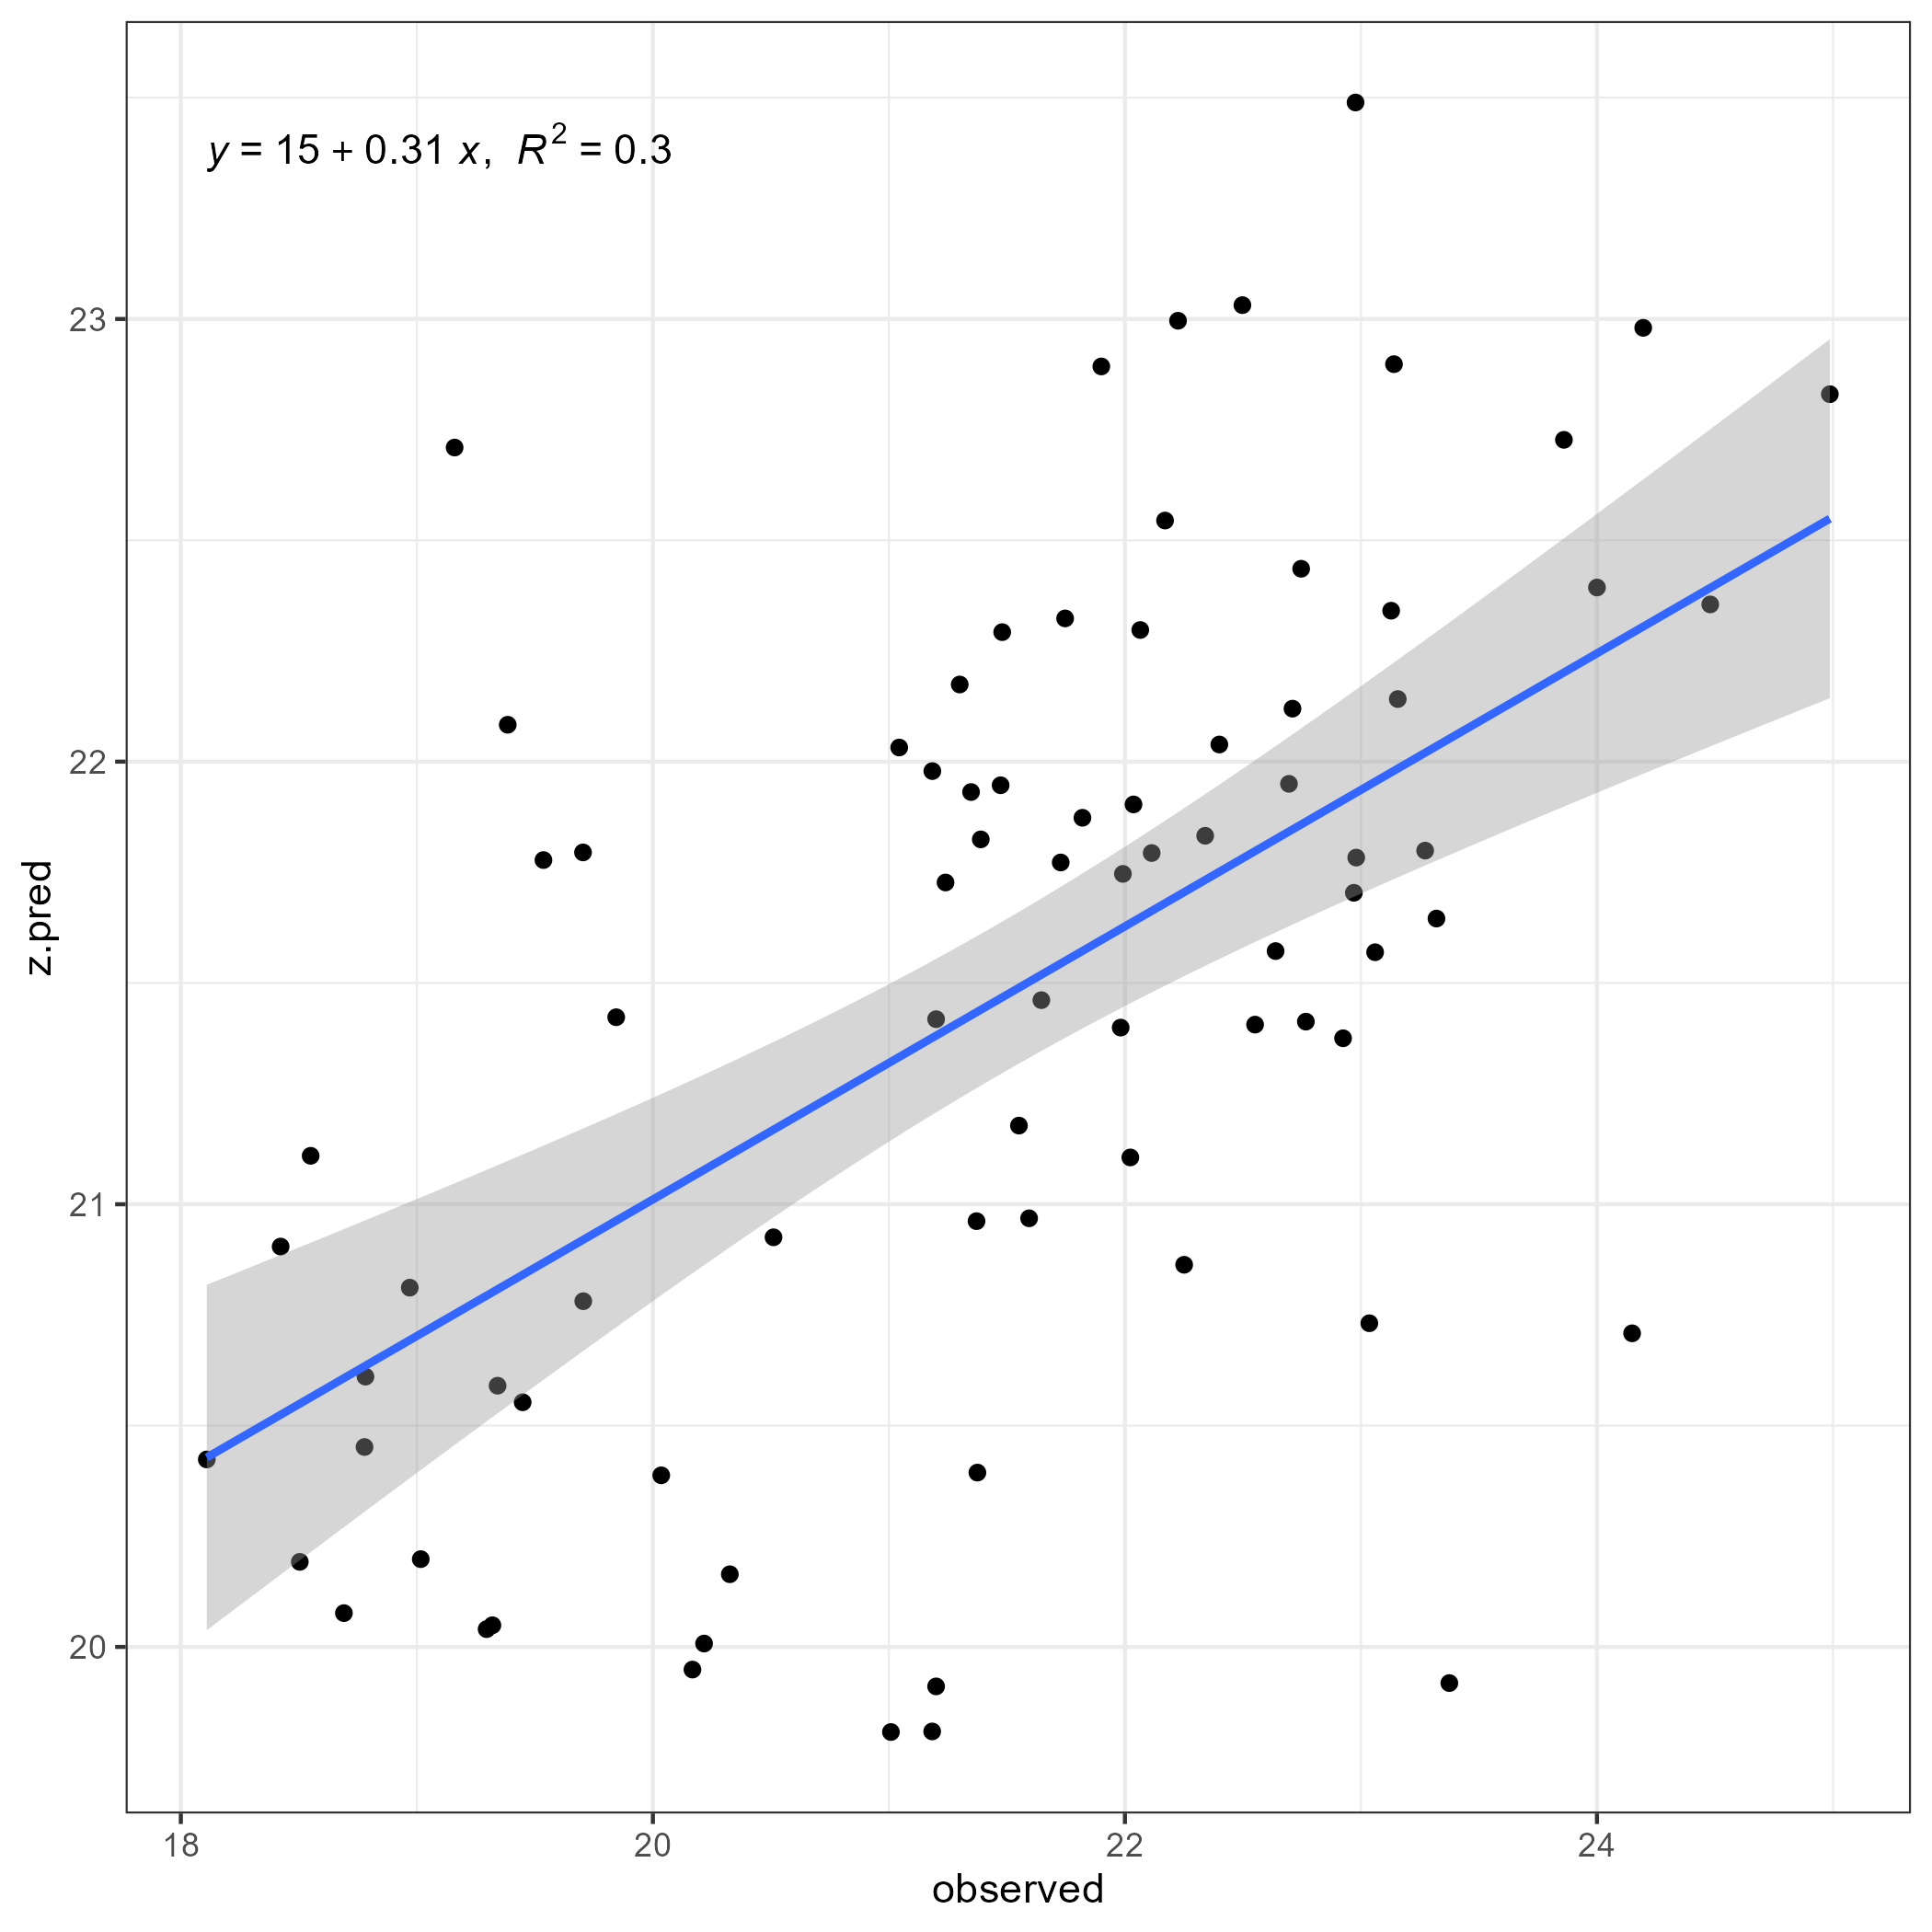 y = 15 + 0.31 x, R² = 0.3
23
22
21
20
z.pred
18 20 22 24
observed